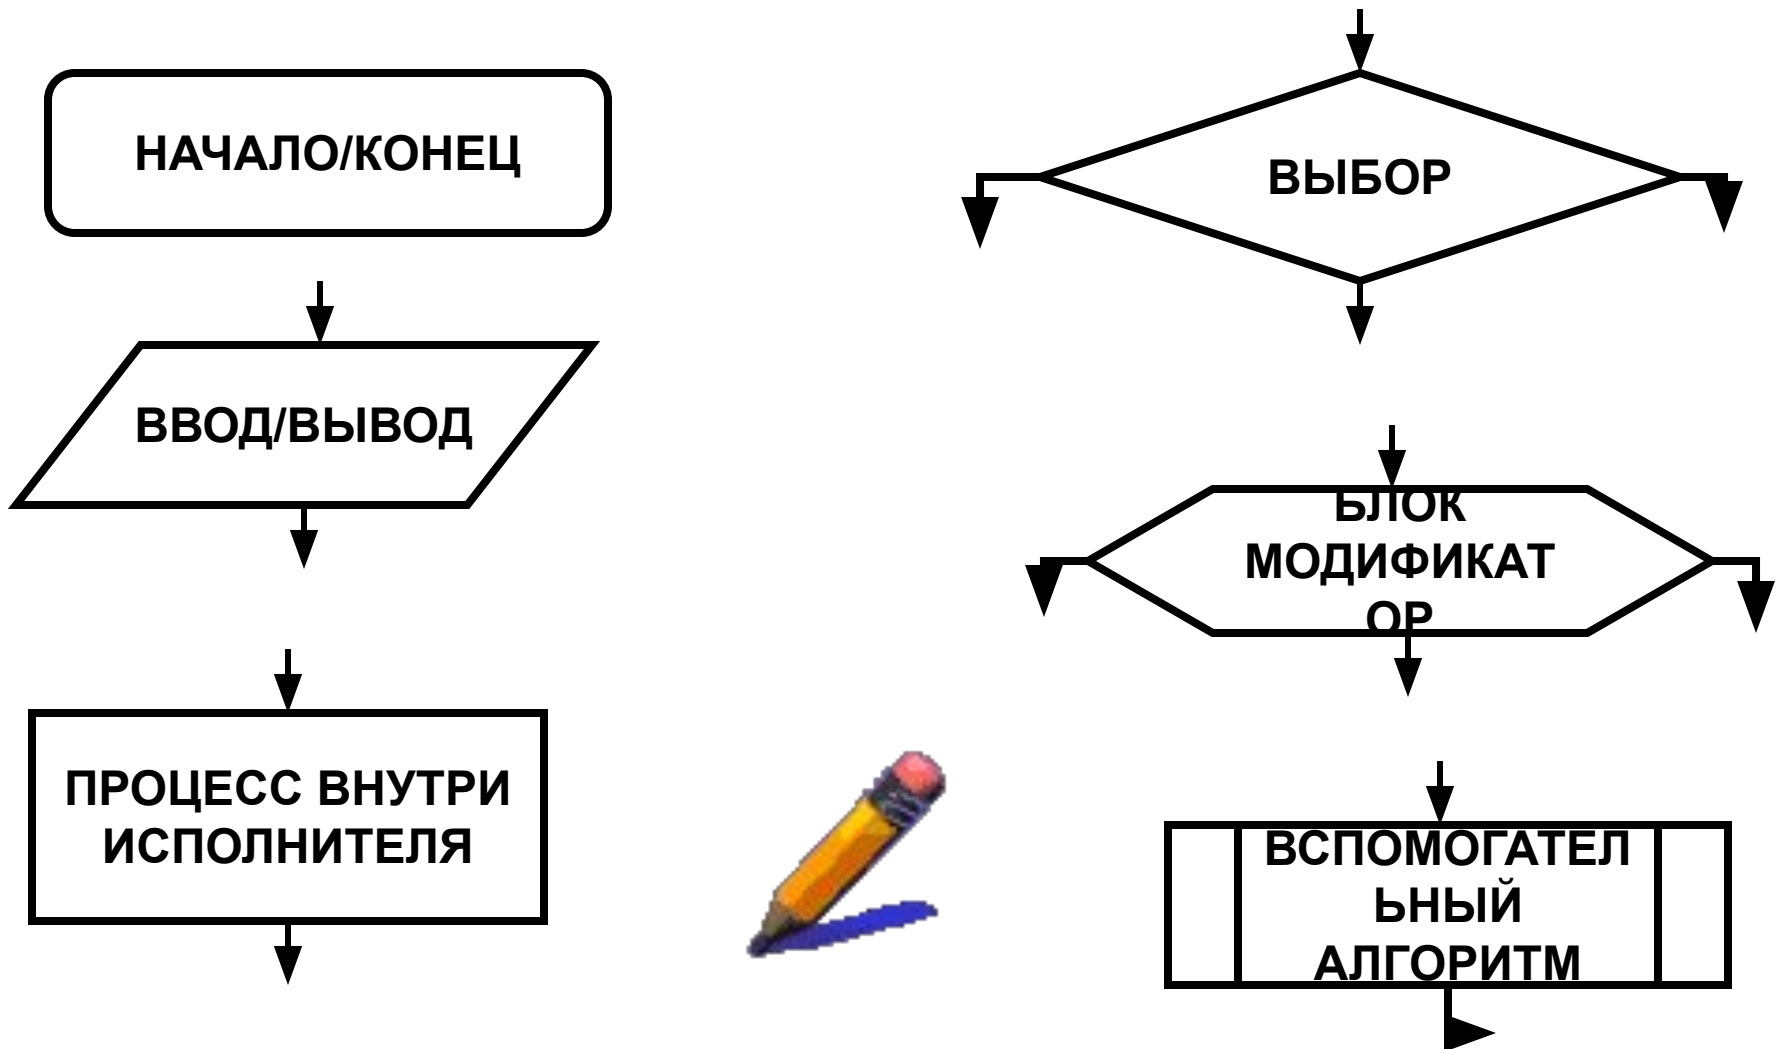 НАЧАЛО/КОНЕЦ
ВВОД/ВЫВОД
ПРОЦЕСС ВНУТРИ
ИСПОЛНИТЕЛЯ
ВЫБОР
БЛОК
МОДИФИКАТ
ОР
ВСПОМОГАТЕЛ
ЬНЫЙ
АЛГОРИТМ